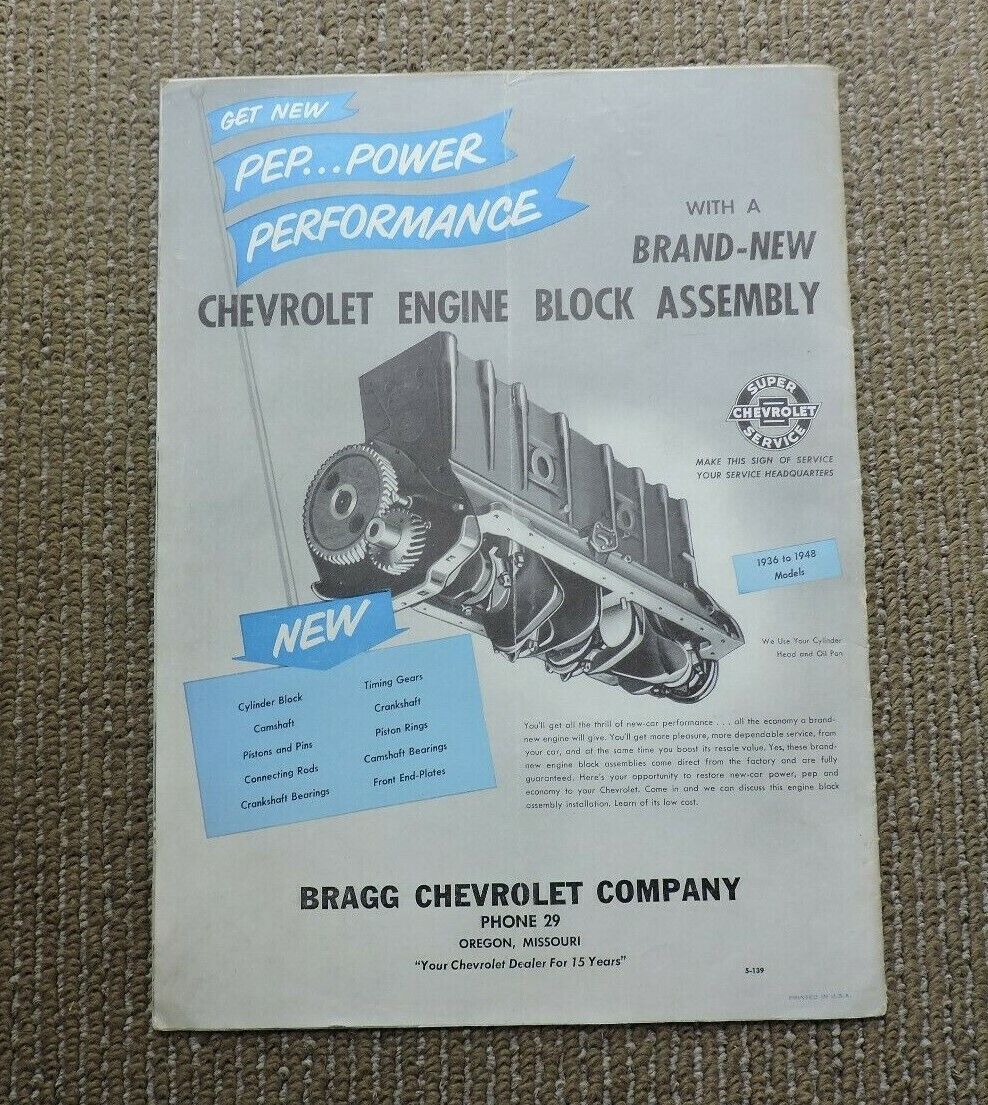 GET NEW
PEP...POWER
PERFORMANCE
WITH A
BRAND-NEW
CHEVROLET ENGINE BLOCK ASSEMBLY
SUPER
CHEVROLET
SERVICE
MAKE THIS SIGN OF SERVICE
YOUR SERVICE HEADQUARTERS
1936 to 1948
Models
We Use Your Cylinder
Head and Oil Pan
NEW
Cylinder Block
Camshaft
Pistons and Pins
Connecting Rods
Crankshaft Bearings
Timing Gears
Crankshaft
Piston Rings
Camshaft Bearings
Front End-Plates
You'll get all the thrill of new-car performance . . . all the economy a brand-
new engine will give. You'll get more pleasure, more dependable service, from
your car, and at the same time you boost its resale value. Yes, these brand-
new engine block assemblies come direct from the factory and are fully
guaranteed. Here's your opportunity to restore new-car power, pep and
economy to your Chevrolet. Come in and we can discuss this engine block
assembly installation. Learn of its low cost.
BRAGG CHEVROLET COMPANY
PHONE 29
OREGON, MISSOURI
"Your Chevrolet Dealer For 15 Years"
5-139
PRINTED IN U.S.A.